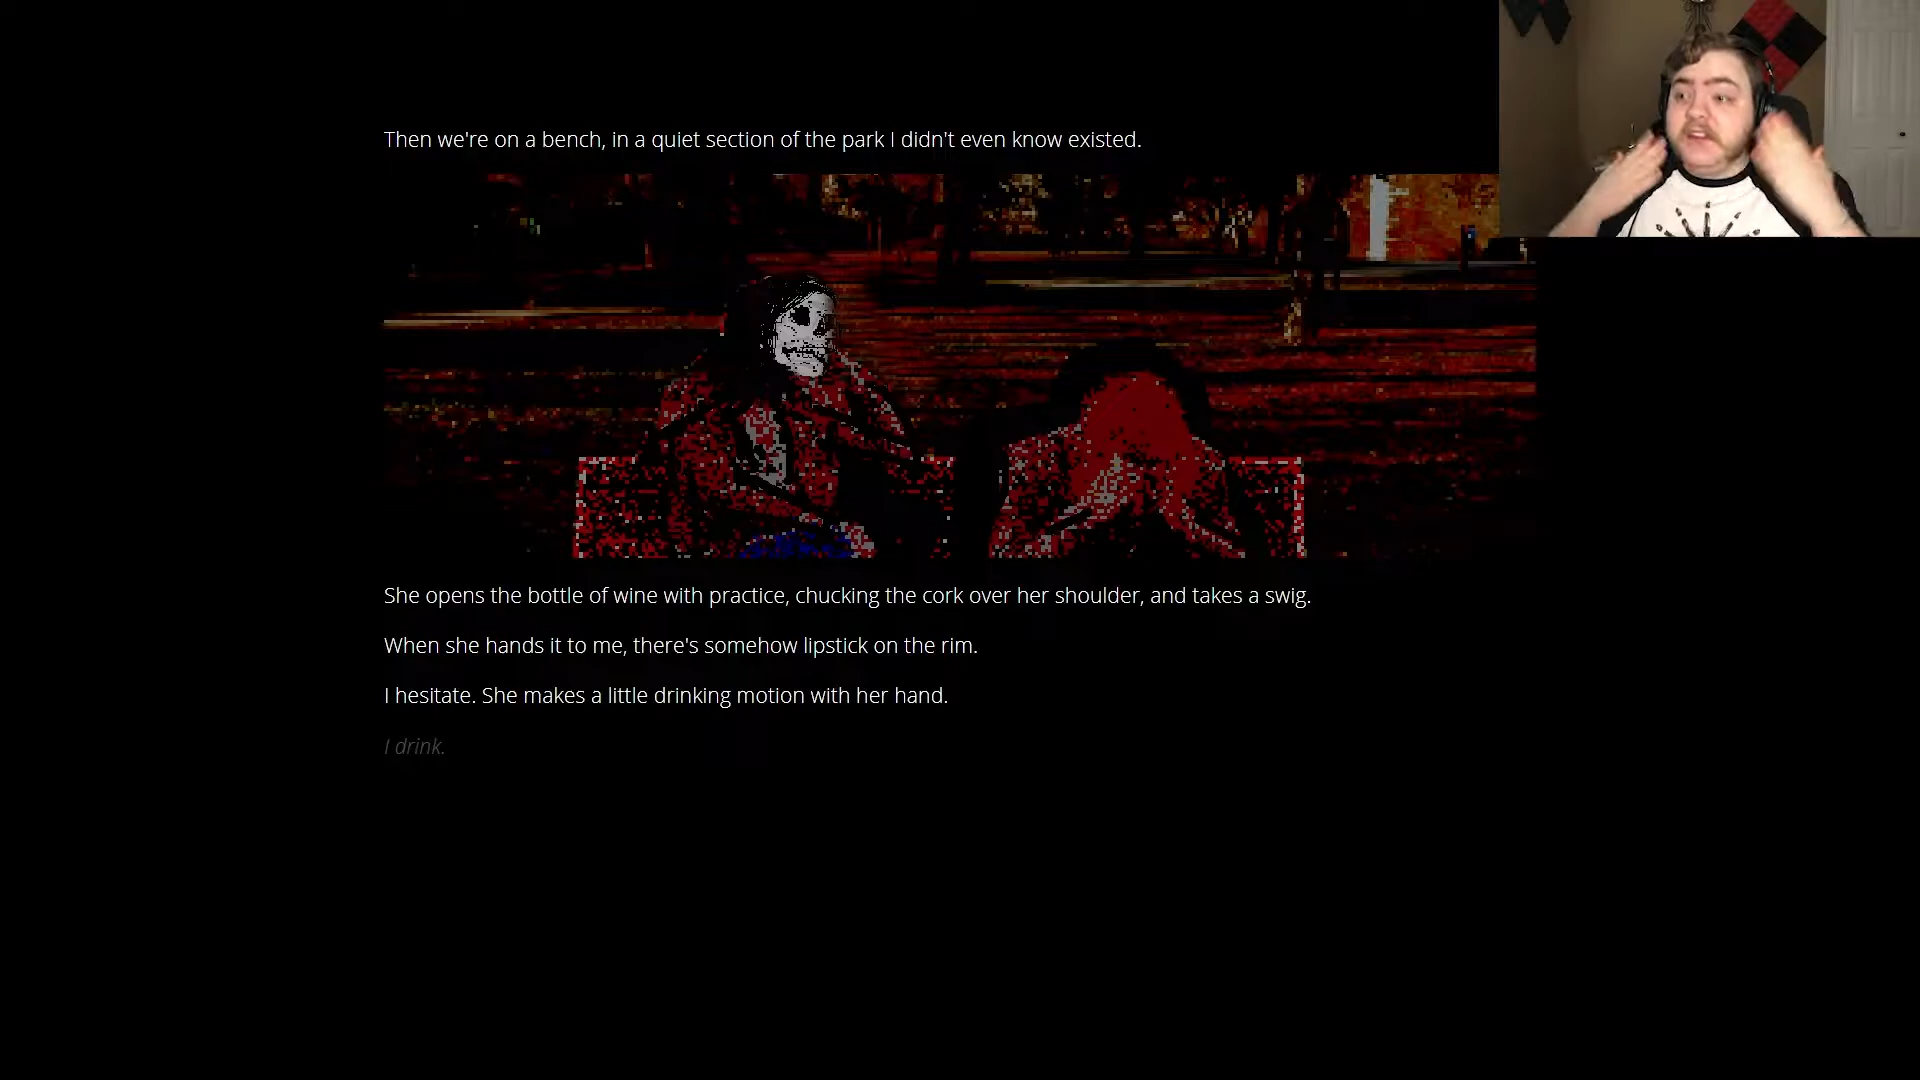 Then we're on a bench, in a quiet section of the park I didn't even know existed.
She opens the bottle of wine with practice, chucking the cork over her shoulder, and takes a swig.
When she hands it to me, there's somehow lipstick on the rim.
I hesitate. She makes a little drinking motion with her hand.
I drink.